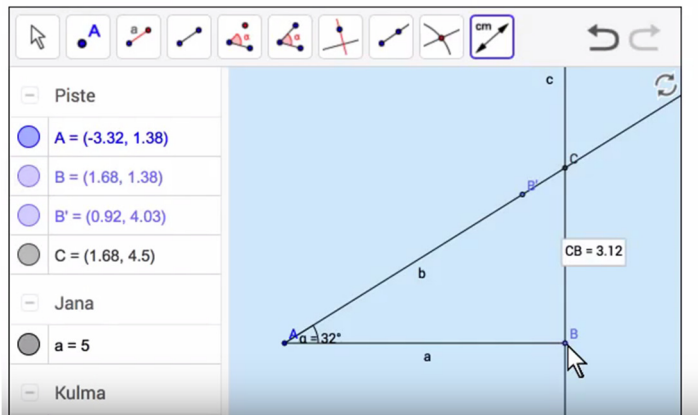 A
a
α
α
cm
Piste
A = (-3.32, 1.38)
B = (1.68, 1.38)
B' = (0.92, 4.03)
C = (1.68, 4.5)
Jana
a = 5
Kulma
c
C
B'
CB = 3.12
b
A
α = 32°
B
a